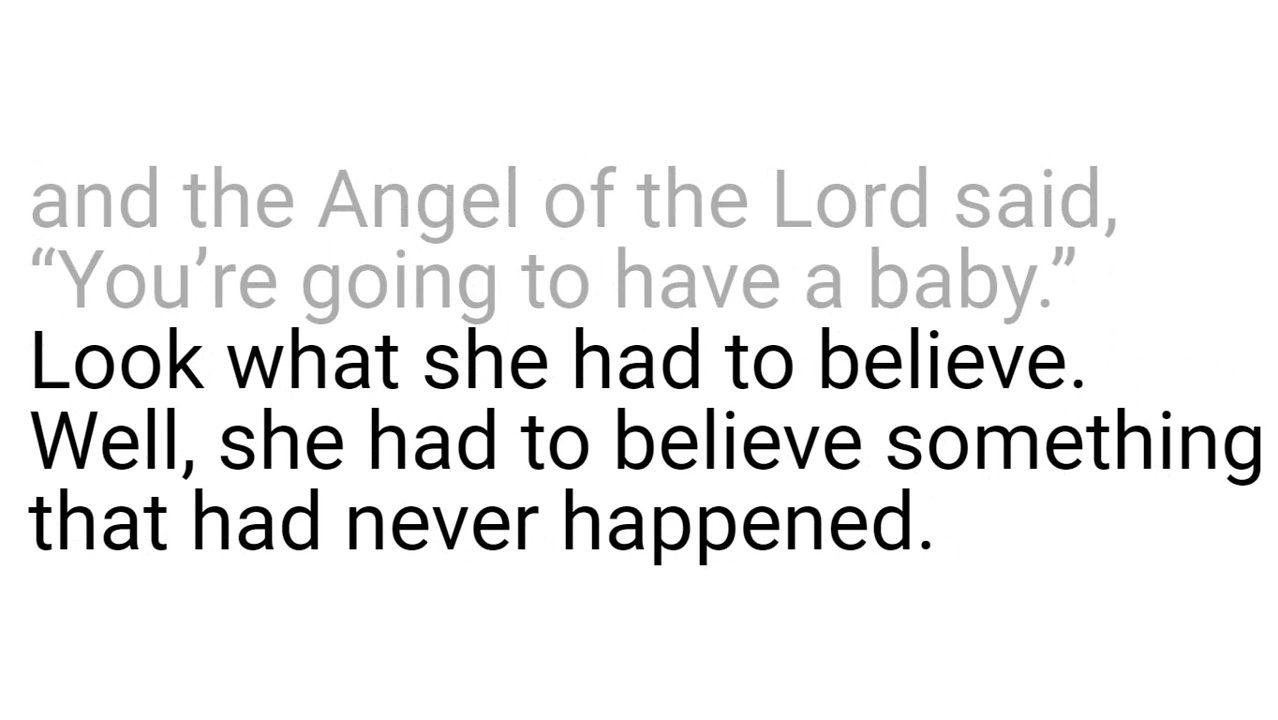 and the Angel of the Lord said,
“You’re going to have a baby.”
Look what she had to believe.
Well, she had to believe something
that had never happened.